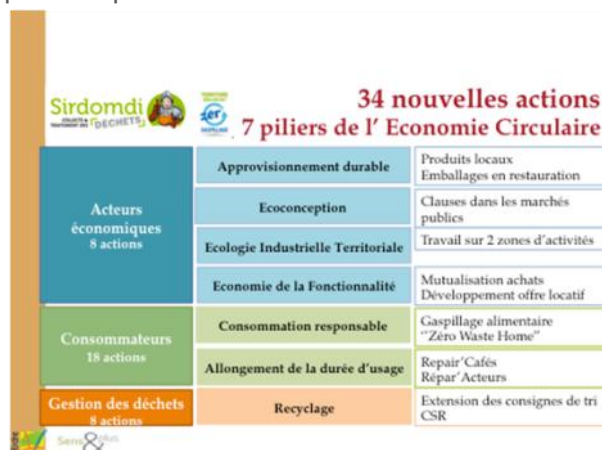 Sirdomdi
DECHETS
34 nouvelles actions
7 piliers de l' Economie Circulaire
Acteurs
économiques
8 actions
Approvisionnement durable
Produits locaux
Emballages en restauration
Ecoconception
Clauses dans les marchés
publics
Ecologie Industrielle Territoriale
Travail sur 2 zones d'activités
Economie de la Fonctionnalité
Mutualisation achats
Développement offre locatif
Consommateurs
18 actions
Consommation responsable
Gaspillage alimentaire
"Zéro Waste Home"
Allongement de la durée d'usage
Repair'Cafés
Répar'Acteurs
Gestion des déchets
8 actions
Recyclage
Extension des consignes de tri
CSR
Sens&plus